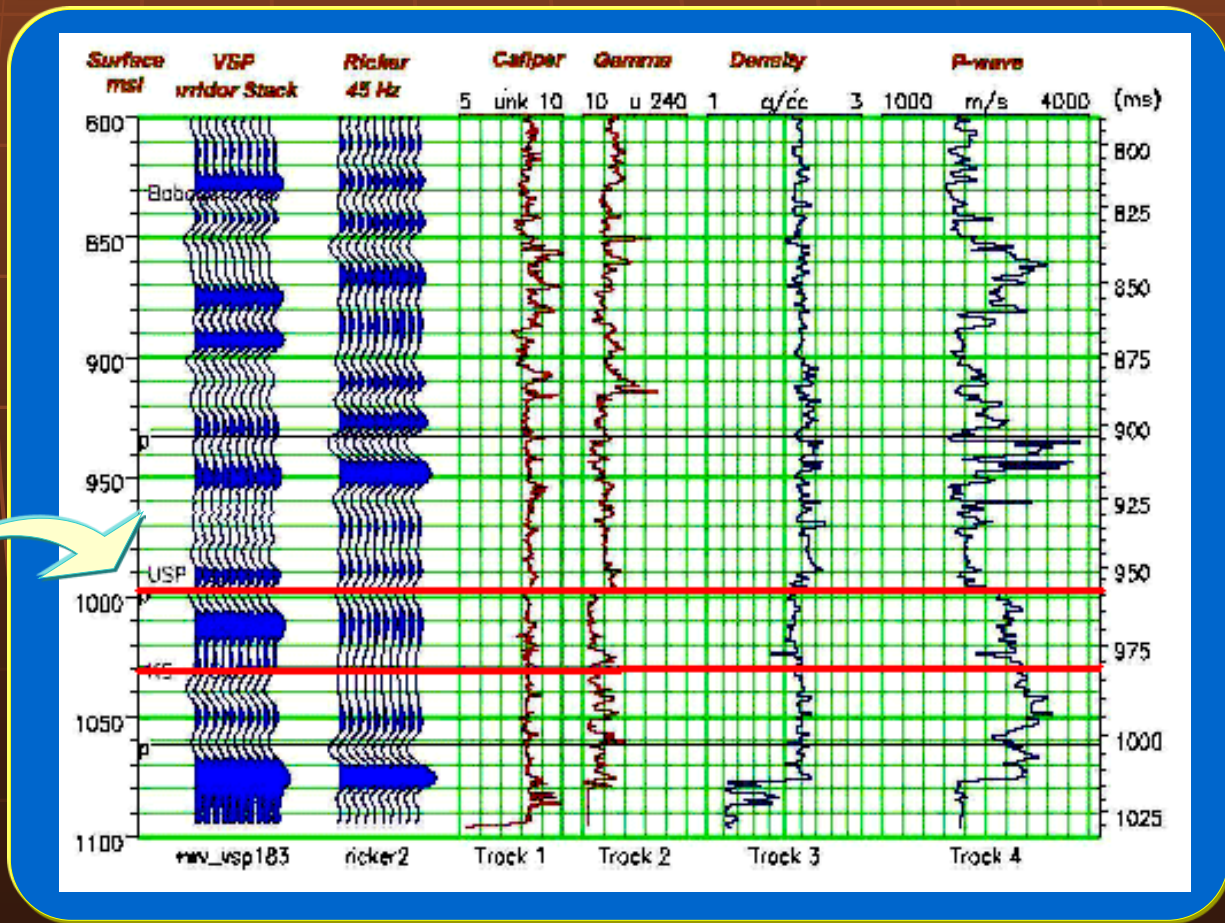 Surface VSP Ricker Caliper Gamma Density P-wave
msl rridor Stack 45 Hz
5 unk 10 10 u 240 1 g/cc 3 1000 m/s 4000 (ms)
800
800
825
850
850
875
900
900
p
950
925
USP
950
1000
p
975
KS
1050
1000
p
1025
1100
rwv_vsp183 ricker2 Track 1 Track 2 Track 3 Track 4